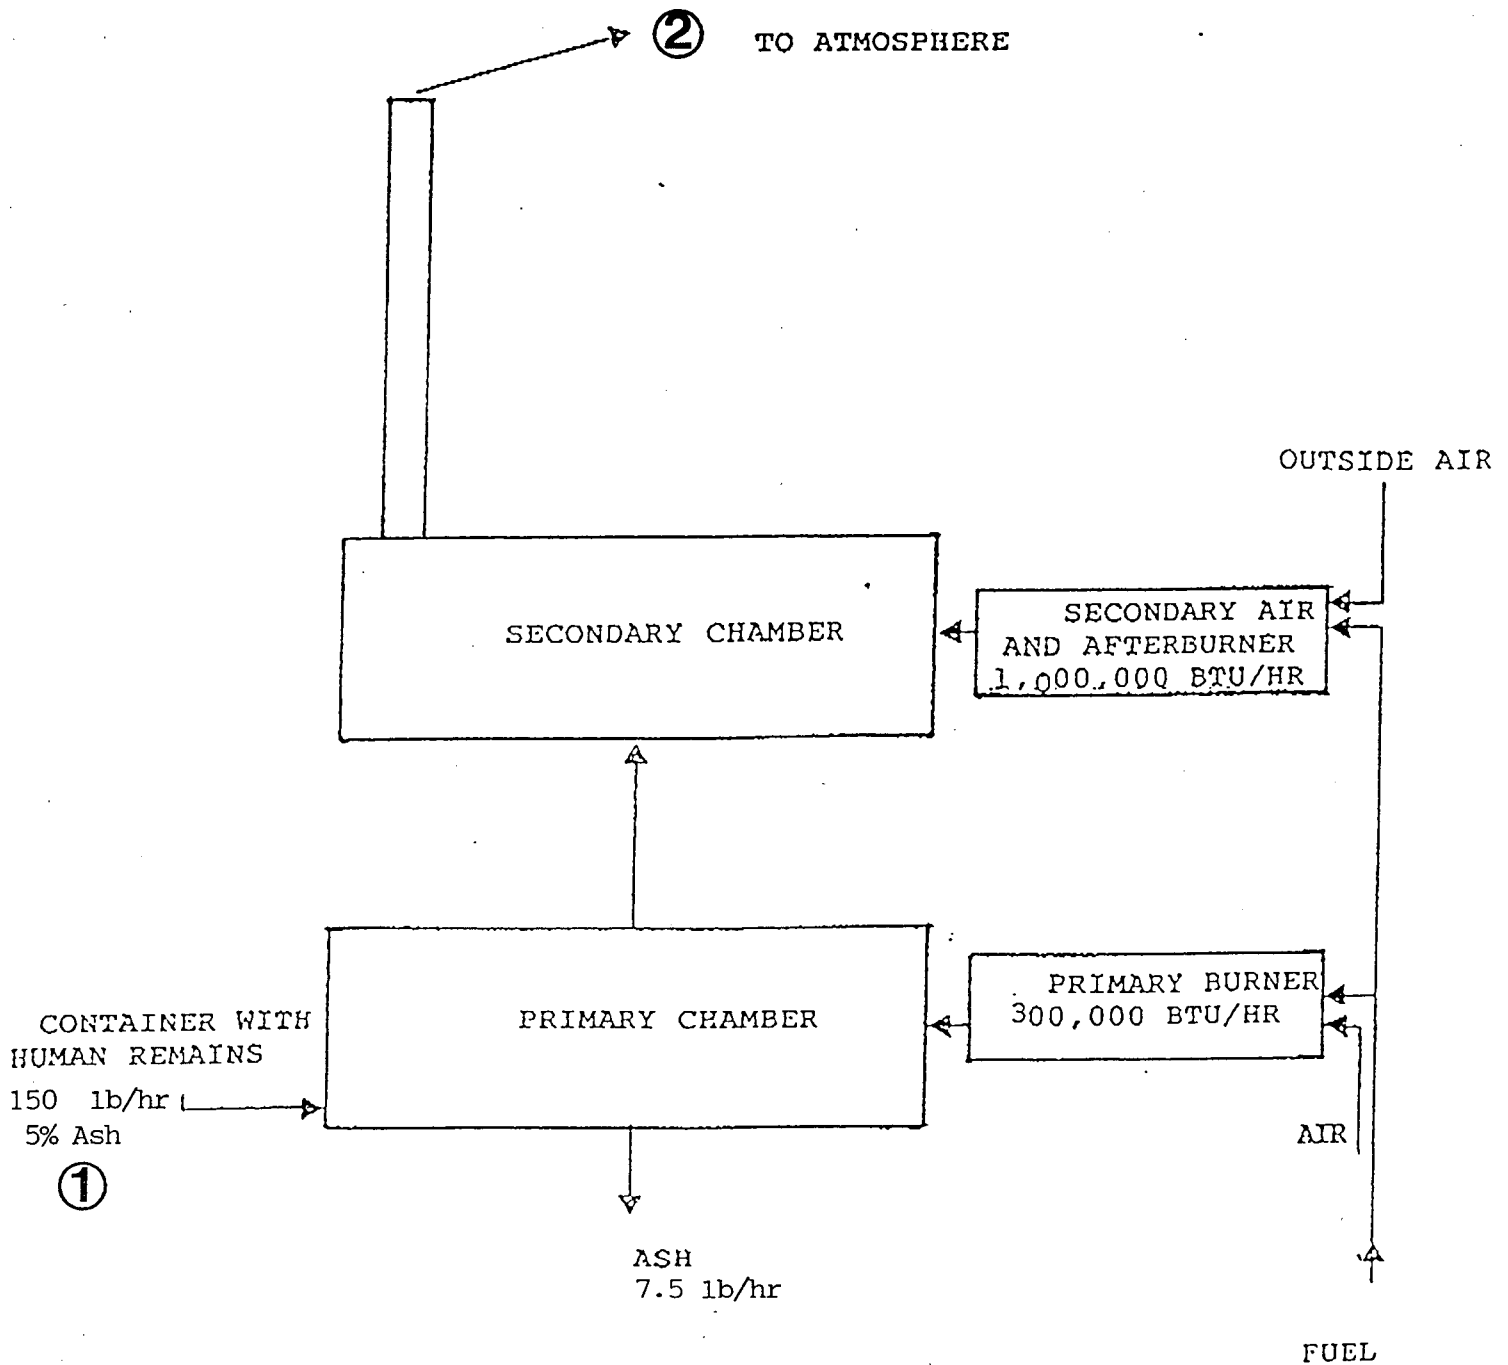 ② TO ATMOSPHERE
OUTSIDE AIR
SECONDARY CHAMBER
SECONDARY AIR
AND AFTERBURNER
1,000,000 BTU/HR
PRIMARY CHAMBER
PRIMARY BURNER
300,000 BTU/HR
CONTAINER WITH
HUMAN REMAINS
150 lb/hr
5% Ash
①
AIR
ASH
7.5 lb/hr
FUEL